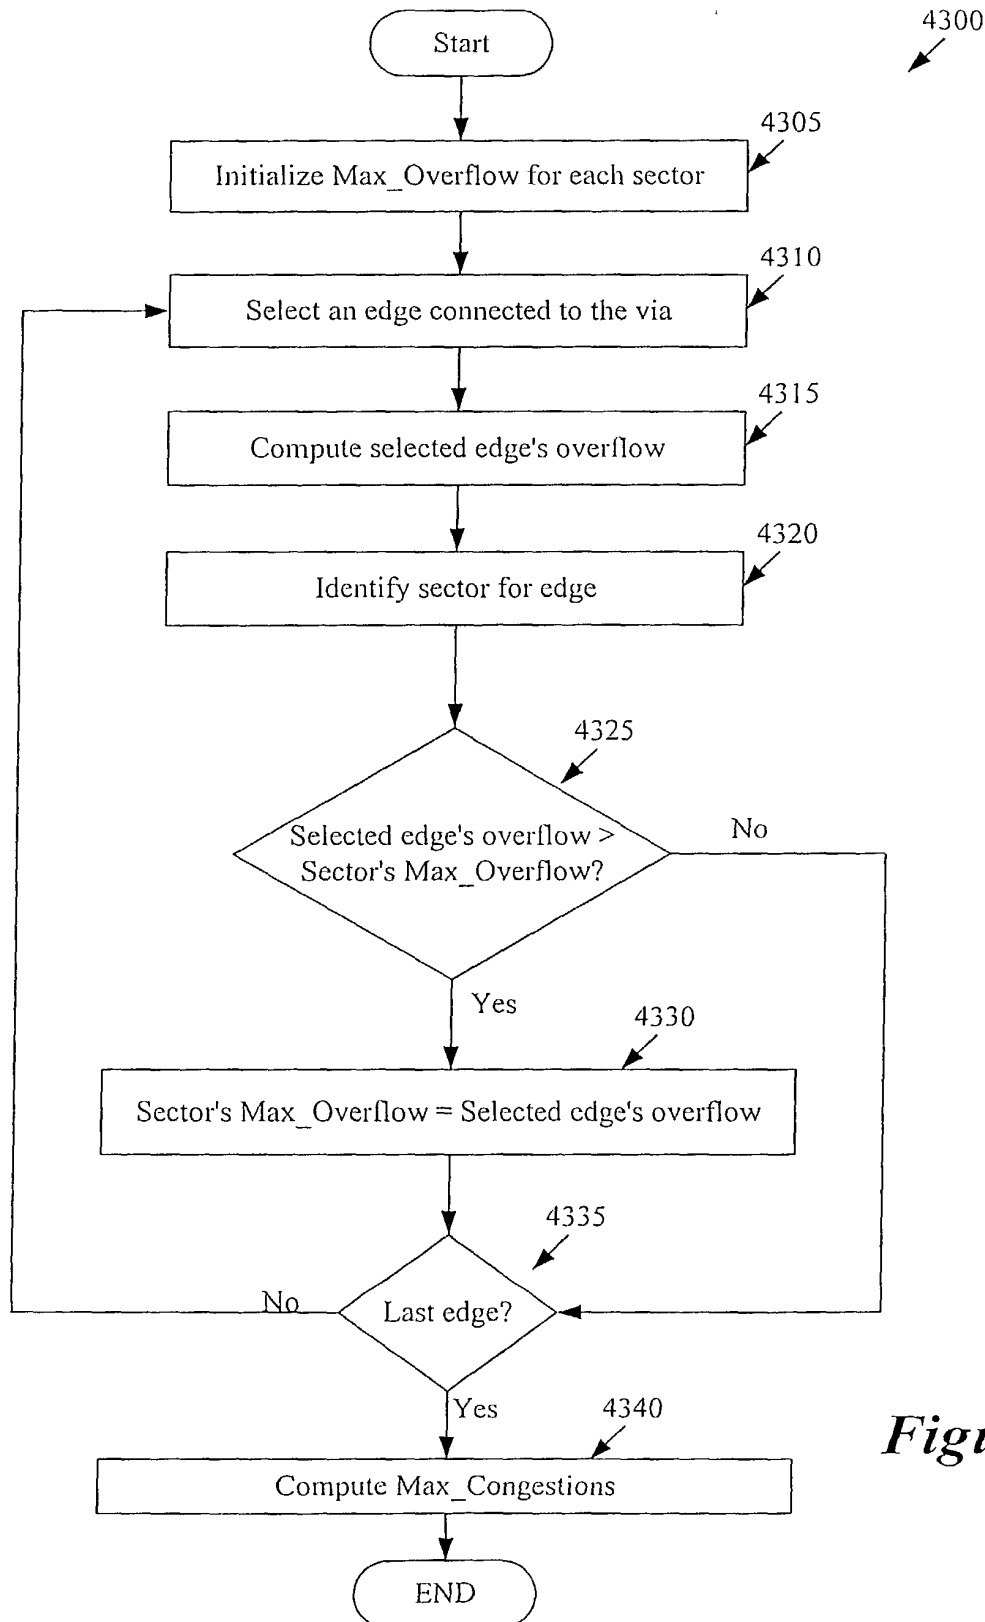 Start
4300
4305
Initialize Max_Overflow for each sector
4310
Select an edge connected to the via
4315
Compute selected edge's overflow
4320
Identify sector for edge
4325
Selected edge's overflow >
Sector's Max_Overflow?
No
Yes
4330
Sector's Max_Overflow = Selected edge's overflow
4335
No
Last edge?
Yes
4340
Compute Max_Congestions
Figu
END